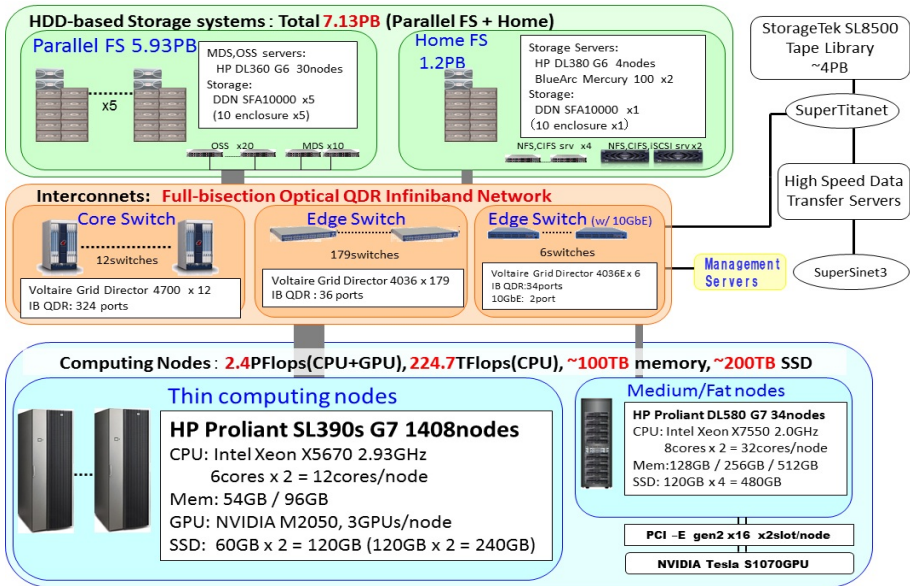 HDD-based Storage systems: Total 7.13PB (Parallel FS + Home)
Parallel FS 5.93PB
x5
MDS,OSS servers:
HP DL360 G6 30nodes
Storage:
DDN SFA10000 x5
(10 enclosure x5)
OSS x20
MDS x10
Home FS
1.2PB
Storage Servers:
HP DL380 G6 4nodes
BlueArc Mercury 100 x2
Storage:
DDN SFA10000 x1
(10 enclosure x1)
NFS,CIFS srv x4
NFS,CIFS,iSCSI srv x2
StorageTek SL8500
Tape Library
~4PB
SuperTitanet
High Speed Data
Transfer Servers
SuperSinet3
Management
Servers
Interconnets: Full-bisection Optical QDR Infiniband Network
Core Switch
12switches
Voltaire Grid Director 4700 x 12
IB QDR: 324 ports
Edge Switch
179switches
Voltaire Grid Director 4036 x 179
IB QDR : 36 ports
Edge Switch (w/ 10GbE)
6switches
Voltaire Grid Director 4036E x 6
IB QDR:34ports
10GbE: 2port
Computing Nodes : 2.4PFlops(CPU+GPU), 224.7TFlops(CPU), ~100TB memory, ~200TB SSD
Thin computing nodes
HP Proliant SL390s G7 1408nodes
CPU: Intel Xeon X5670 2.93GHz
6cores x 2 = 12cores/node
Mem: 54GB / 96GB
GPU: NVIDIA M2050, 3GPUs/node
SSD: 60GB x 2 = 120GB (120GB x 2 = 240GB)
Medium/Fat nodes
HP Proliant DL580 G7 34nodes
CPU: Intel Xeon X7550 2.0GHz
8cores x 2 = 32cores/node
Mem:128GB / 256GB / 512GB
SSD: 120GB x 4 = 480GB
PCI –E gen2 x16 x2slot/node
NVIDIA Tesla S1070GPU